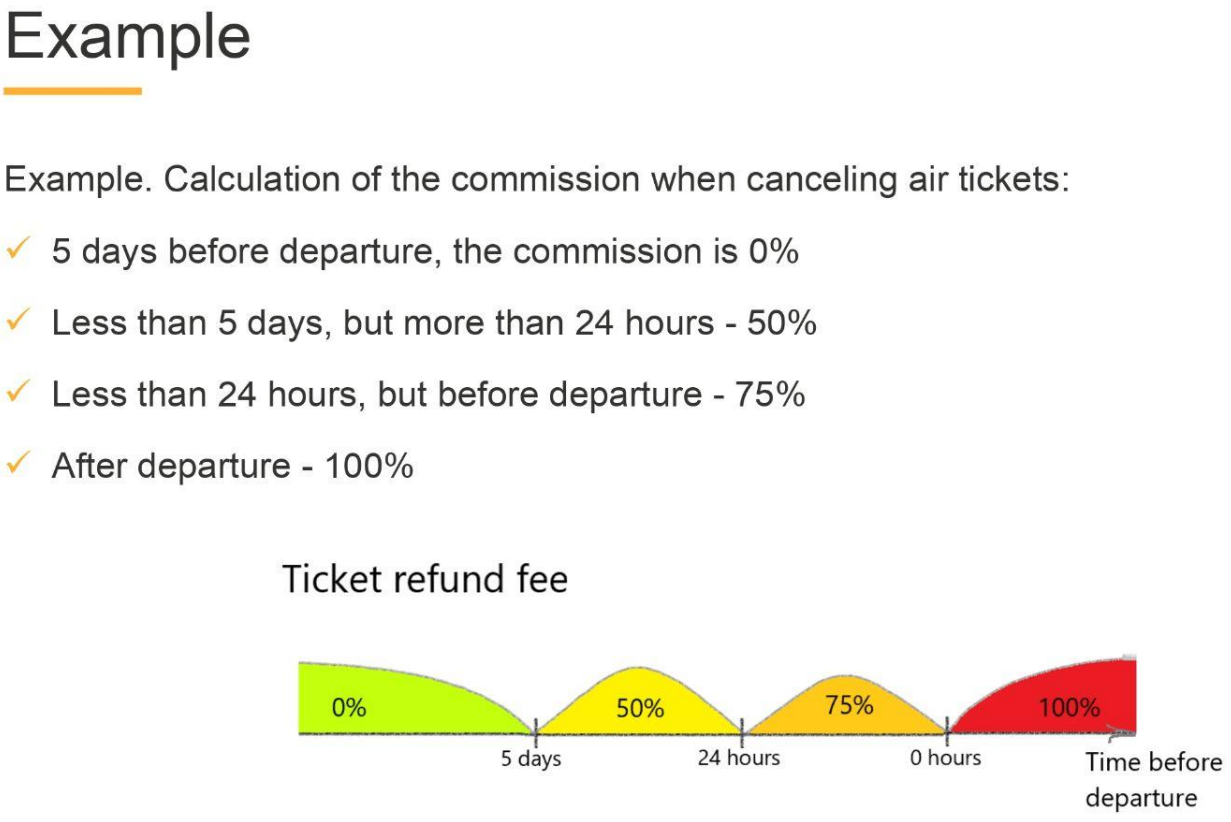 Example
Example. Calculation of the commission when canceling air tickets:
5 days before departure, the commission is 0%
Less than 5 days, but more than 24 hours - 50%
Less than 24 hours, but before departure - 75%
After departure - 100%
Ticket refund fee
0%
50%
75%
100%
5 days
24 hours
0 hours
Time before
departure